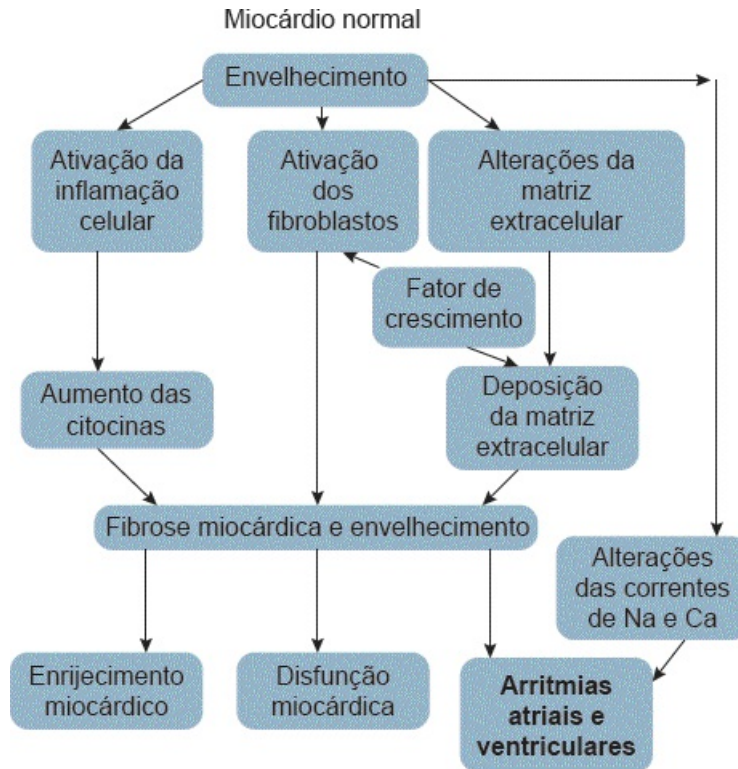 Miocárdio normal
Envelhecimento
Ativação da
inflamação
celular
Ativação
dos
fibroblastos
Alterações da
matriz
extracelular
Fator de
crescimento
Aumento das
citocinas
Deposição
da matriz
extracelular
Fibrose miocárdica e envelhecimento
Alterações
das correntes
de Na e Ca
Enrijecimento
miocárdico
Disfunção
miocárdica
Arritmias
atriais e
ventriculares